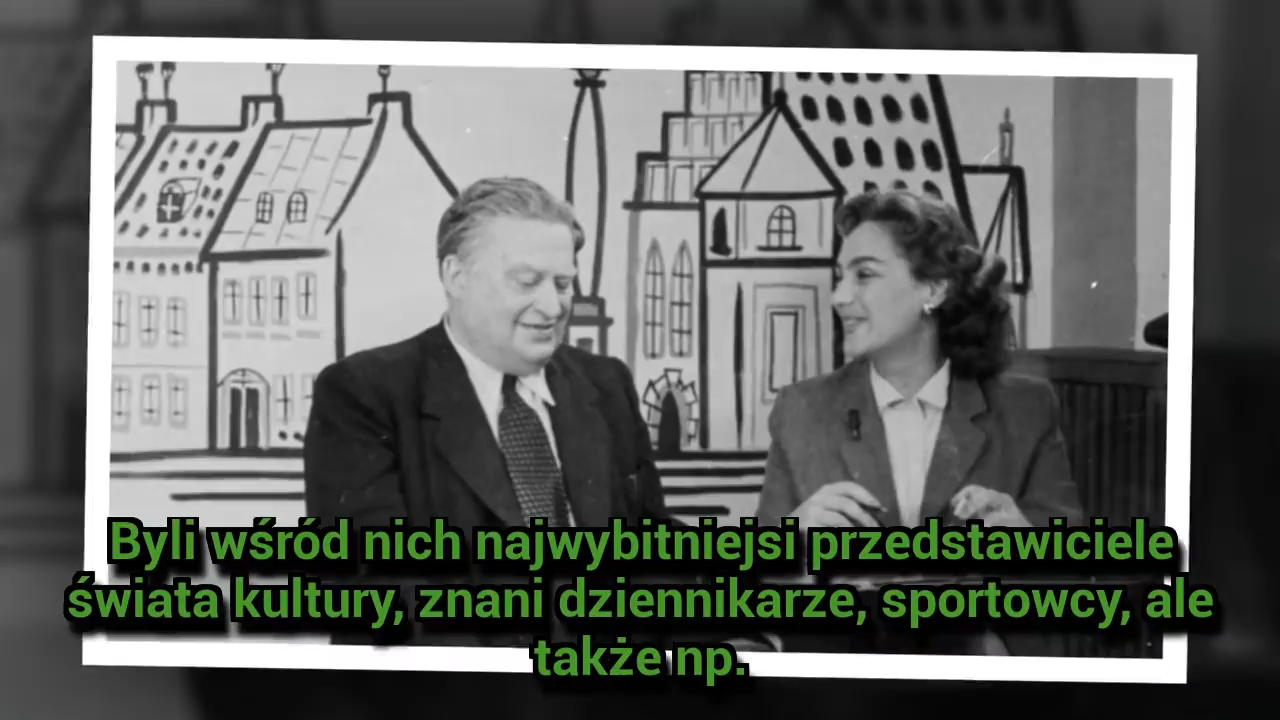 Byli wśród nich najwybitniejsi przedstawiciele
świata kultury, znani dziennikarze, sportowcy, ale
także np.